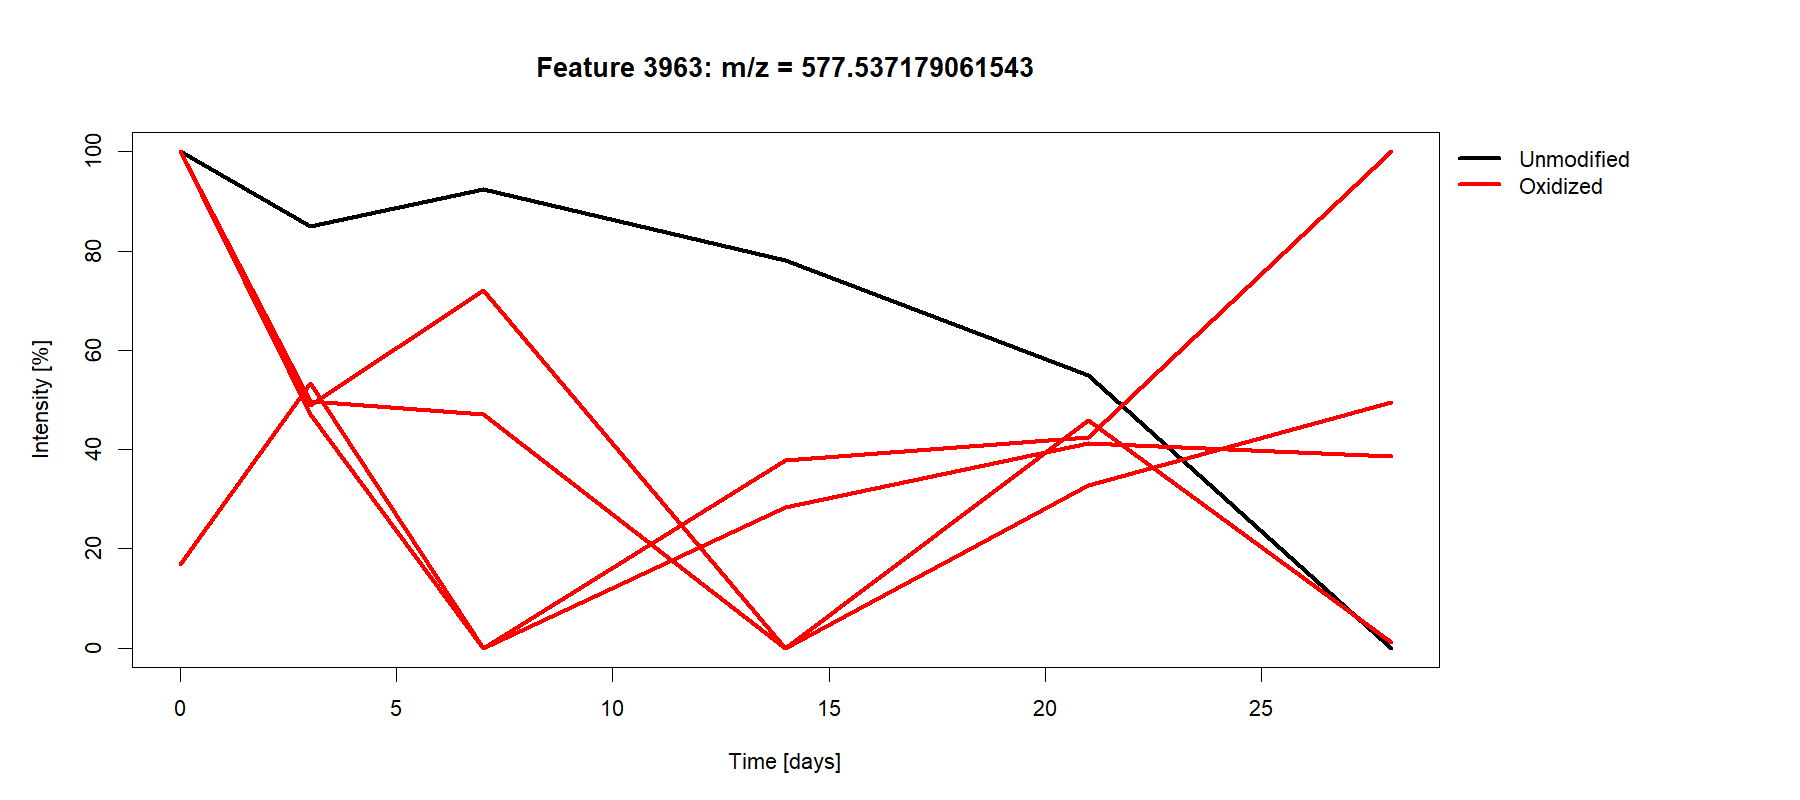 Feature 3963: m/z = 577.537179061543
Unmodified
Oxidized
100
80
60
40
20
0
Intensity [%]
0 5 10 15 20 25
Time [days]